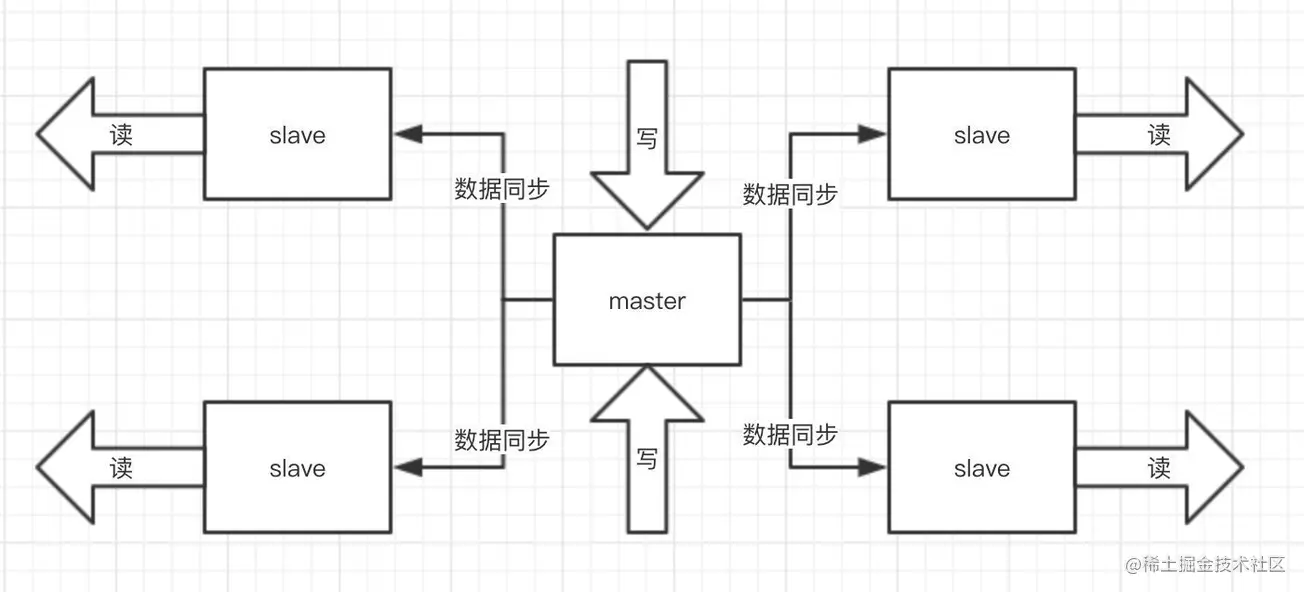 读
slave
写
slave
读
数据同步
数据同步
master
数据同步
数据同步
读
slave
写
slave
读
@稀土掘金技术社区